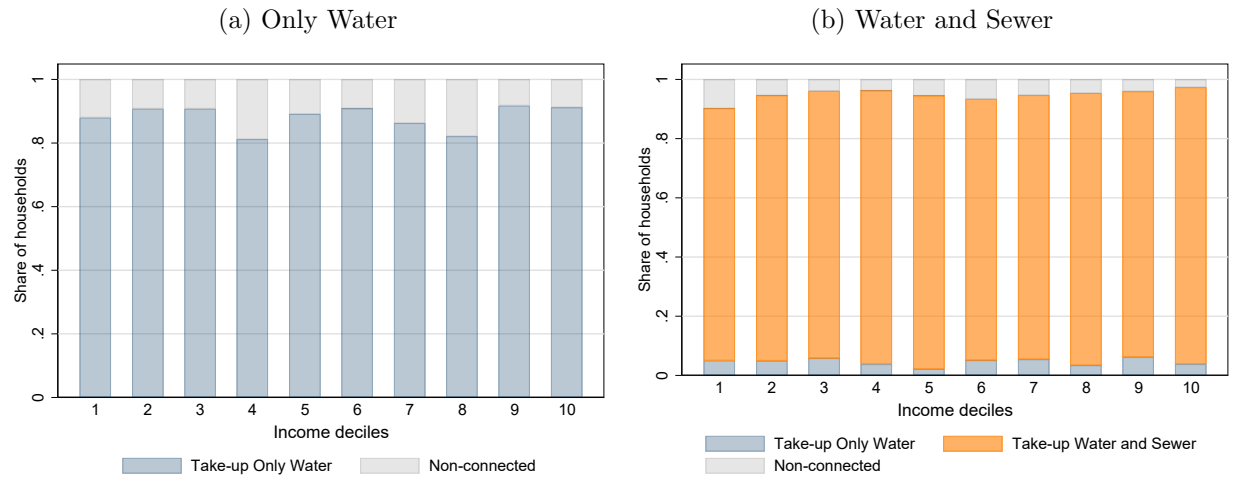 (a) Only Water
Share of households
1
.8
.6
.4
.2
0
1 2 3 4 5 6 7 8 9 10
Income deciles
Take-up Only Water Non-connected
(b) Water and Sewer
Share of households
1
.8
.6
.4
.2
0
1 2 3 4 5 6 7 8 9 10
Income deciles
Take-up Only Water Take-up Water and Sewer
Non-connected